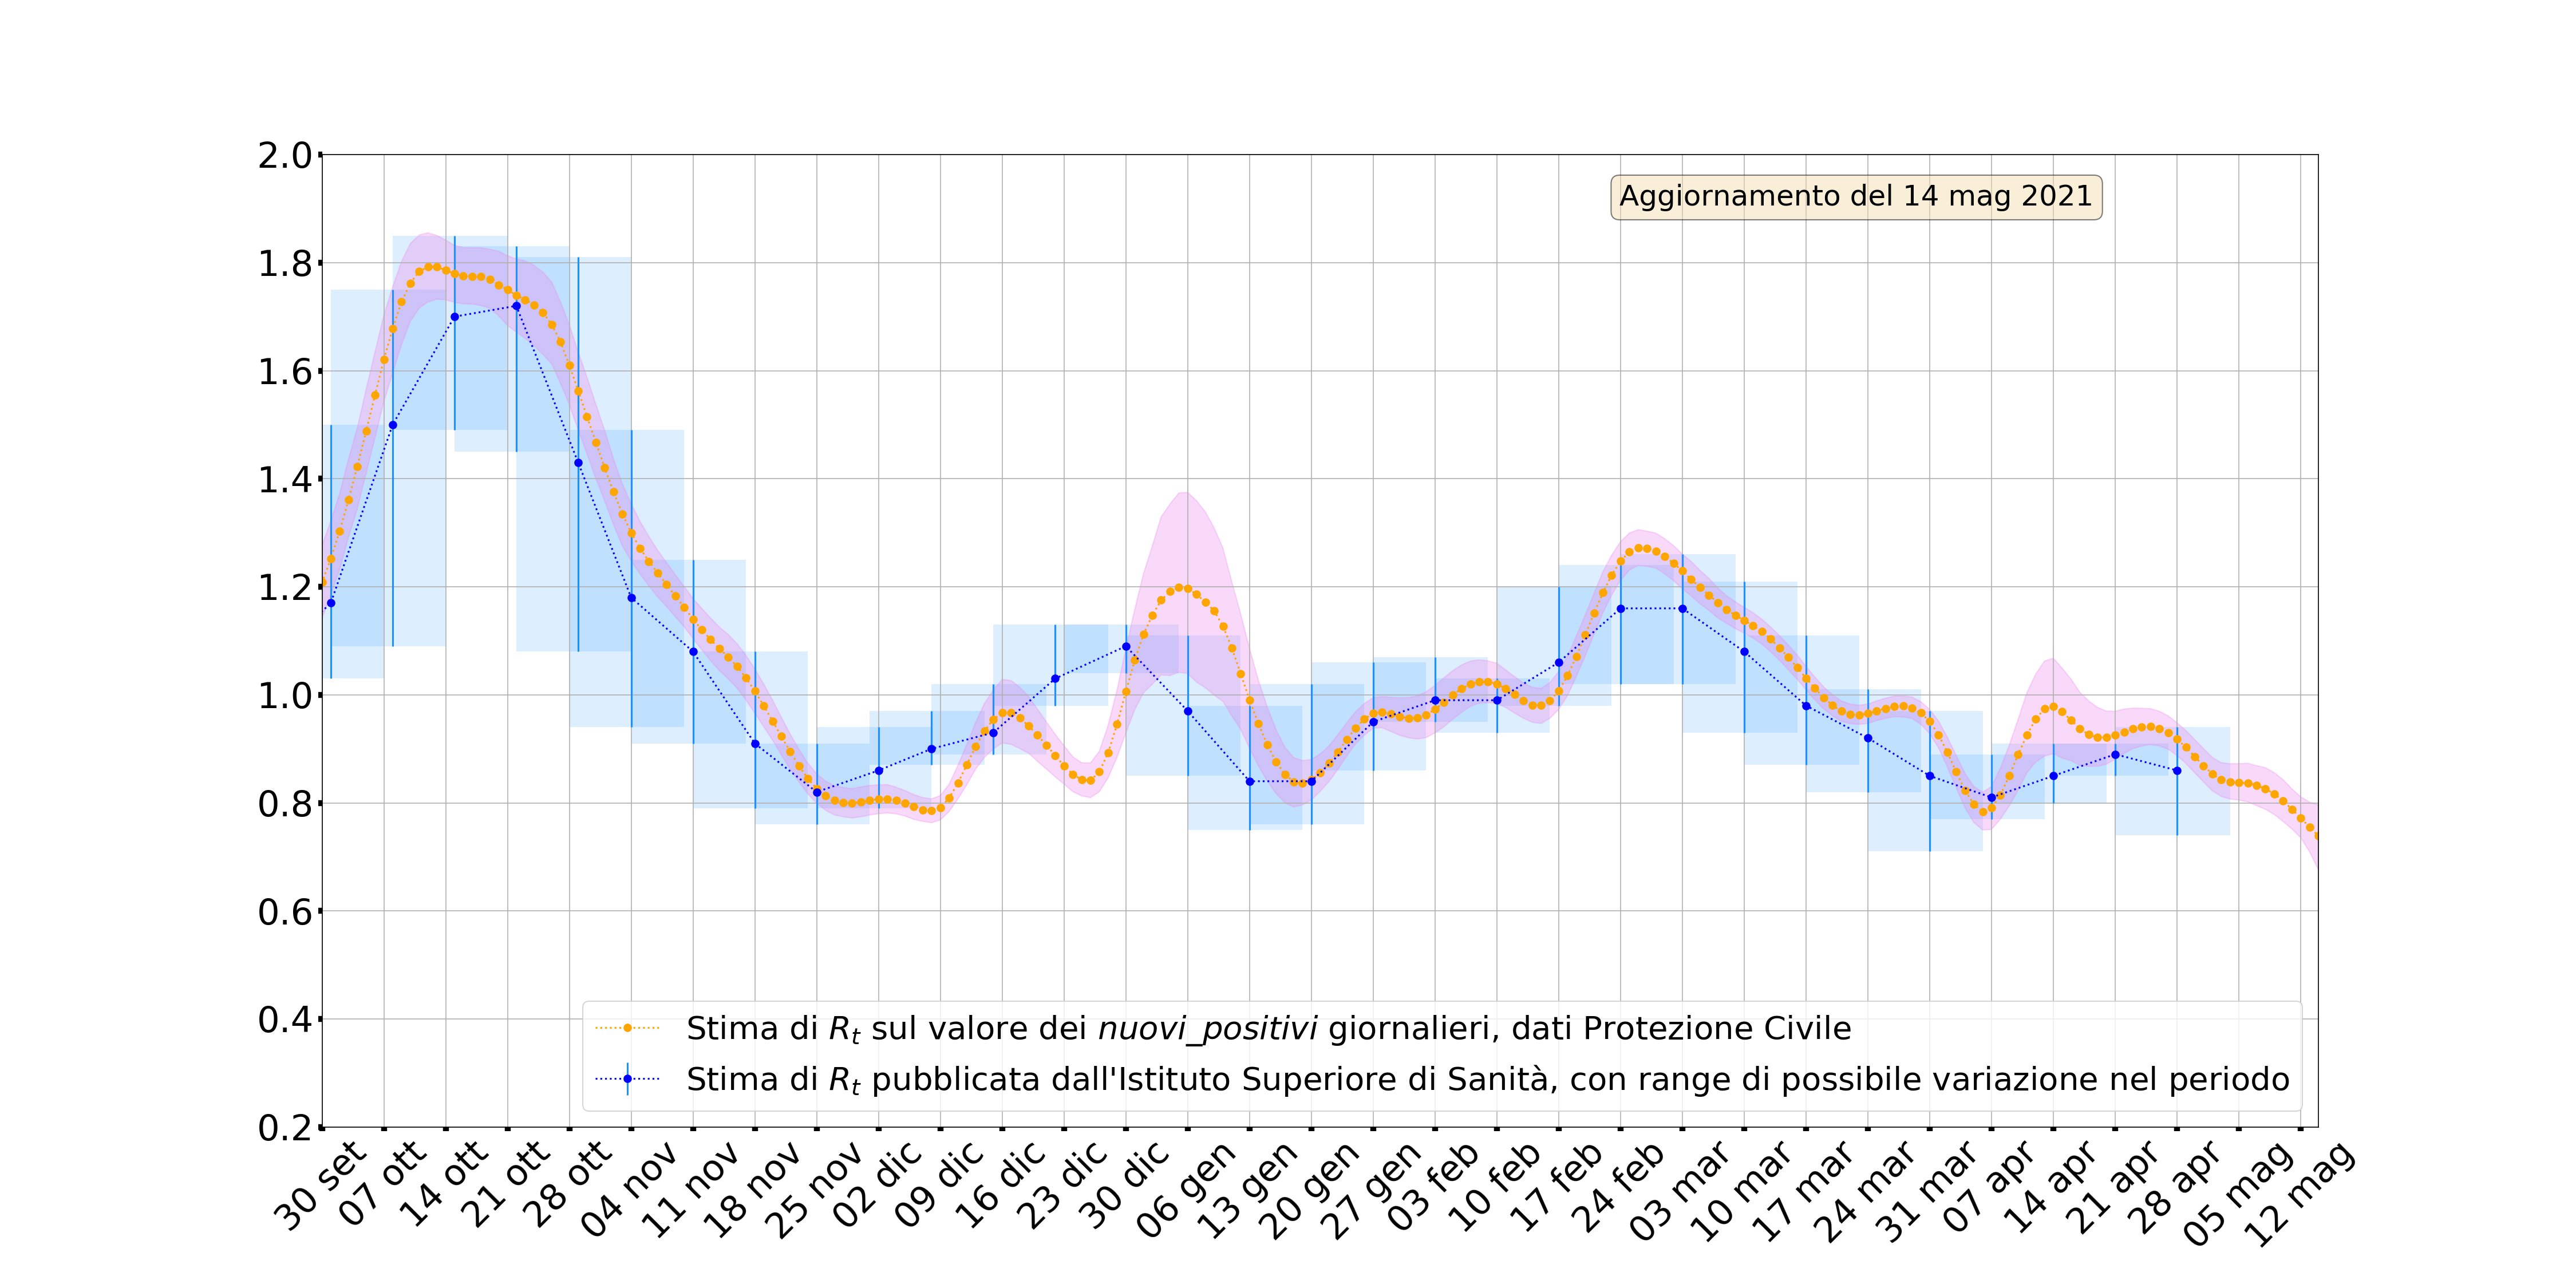 Aggiornamento del 14 mag 2021
2.0
1.8
1.6
1.4
1.2
1.0
0.8
0.6
0.4
0.2
Stima di Rt sul valore dei nuovi_positivi giornalieri, dati Protezione Civile
Stima di Rt pubblicata dall'Istituto Superiore di Sanità, con range di possibile variazione nel periodo
30 set
07 ott
14 ott
21 ott
28 ott
04 nov
11 nov
18 nov
25 nov
02 dic
09 dic
16 dic
23 dic
30 dic
06 gen
13 gen
20 gen
27 gen
03 feb
10 feb
17 feb
24 feb
03 mar
10 mar
17 mar
24 mar
31 mar
07 apr
14 apr
21 apr
28 apr
05 mag
12 mag